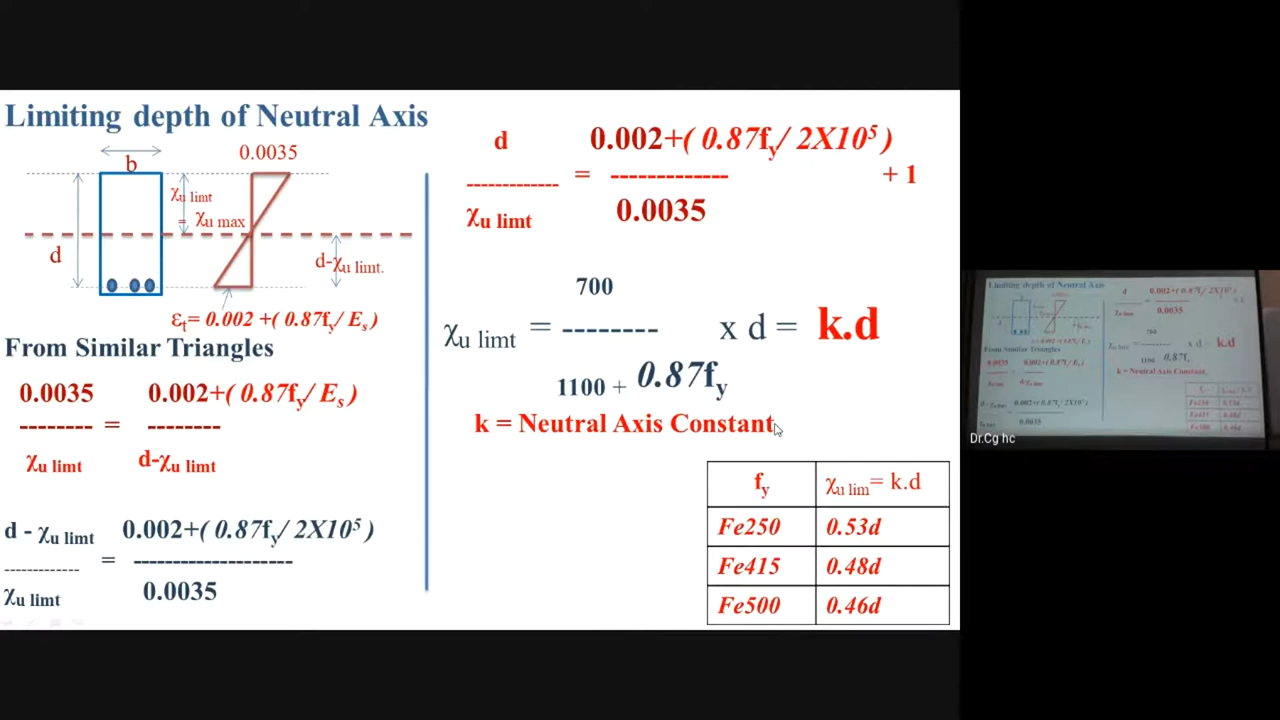 Limiting depth of Neutral Axis
b
0.0035
χu limt
= χu max
d
d-χu limt.
εt= 0.002 +( 0.87fy/ Es)
From Similar Triangles
0.0035 0.002+( 0.87fy/ Es)
-------- = --------
χu limt d-χu limt
d - χu limt 0.002+( 0.87fy/ 2X10⁵ )
------------- = --------------------
χu limt 0.0035
d 0.002+( 0.87fy/ 2X10⁵ )
------------- = ------------- + 1
χu limt 0.0035
700
χu limt = -------- x d = k.d
1100 + 0.87fy
k = Neutral Axis Constant
fy χu lim= k.d
Fe250 0.53d
Fe415 0.48d
Fe500 0.46d
Dr.Cg hc